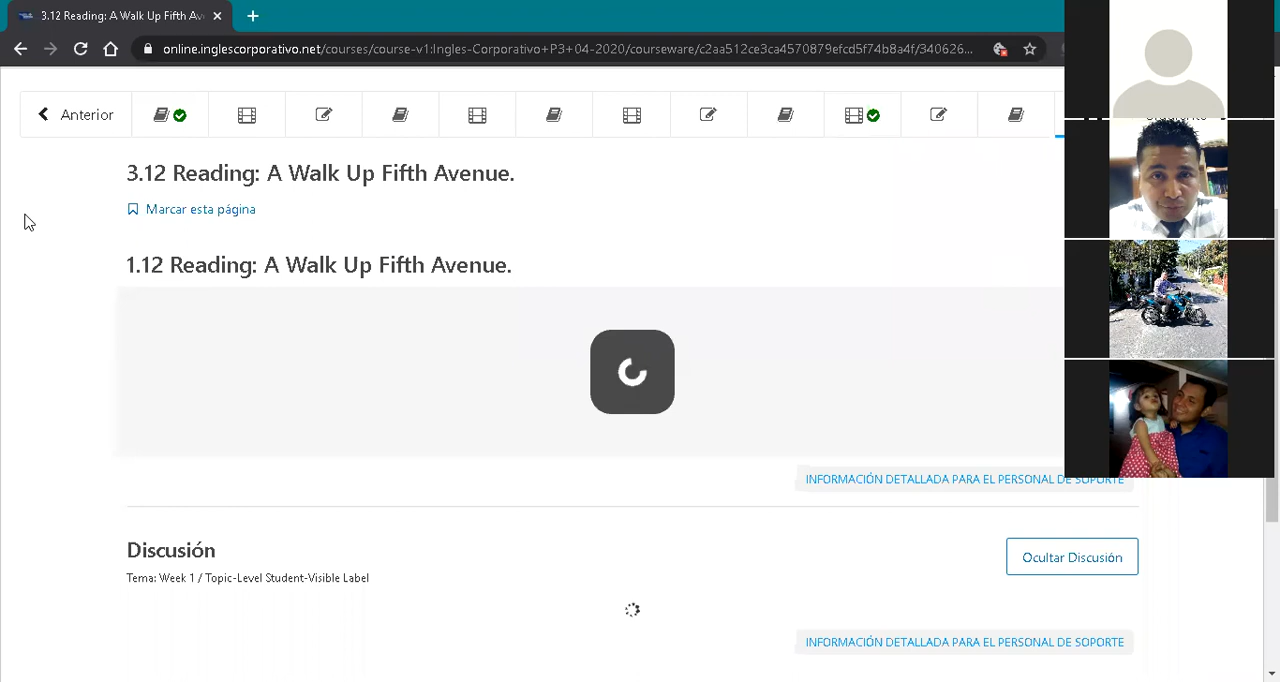 3.12 Reading: A Walk Up Fifth Av
online.inglescorporativo.net/courses/course-v1:Ingles-Corporativo+P3+04-2020/courseware/c2aa512ce3ca4570879efcd5f74b8a4f/340626...
Anterior
3.12 Reading: A Walk Up Fifth Avenue.
Marcar esta página
1.12 Reading: A Walk Up Fifth Avenue.
INFORMACIÓN DETALLADA PARA EL PERSONAL DE SOPORTE
Discusión
Ocultar Discusión
Tema: Week 1 / Topic-Level Student-Visible Label
INFORMACIÓN DETALLADA PARA EL PERSONAL DE SOPORTE